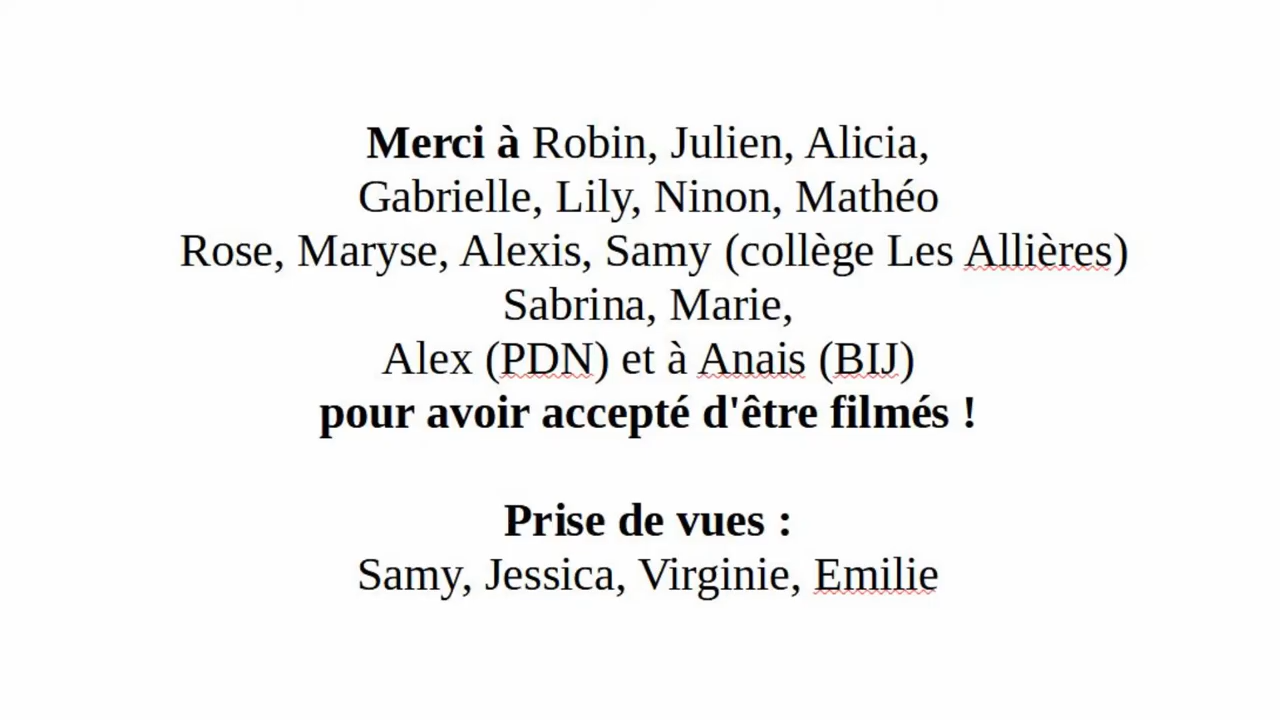 Merci à Robin, Julien, Alicia,
Gabrielle, Lily, Ninon, Mathéo
Rose, Maryse, Alexis, Samy (collège Les Allières)
Sabrina, Marie,
Alex (PDN) et à Anais (BIJ)
pour avoir accepté d'être filmés !
Prise de vues :
Samy, Jessica, Virginie, Emilie